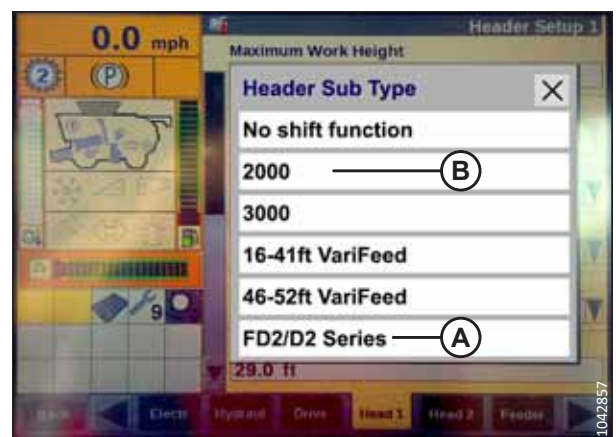 0.0 mph
Header Setup 1
2
P
Maximum Work Height
Header Sub Type
No shift function
2000
B
3000
16-41ft VariFeed
46-52ft VariFeed
FD2/D2 Series
A
9
29.0 ft
Back
Electr
Hydraul
Drive
Head 1
Head 2
Feeder
1042857